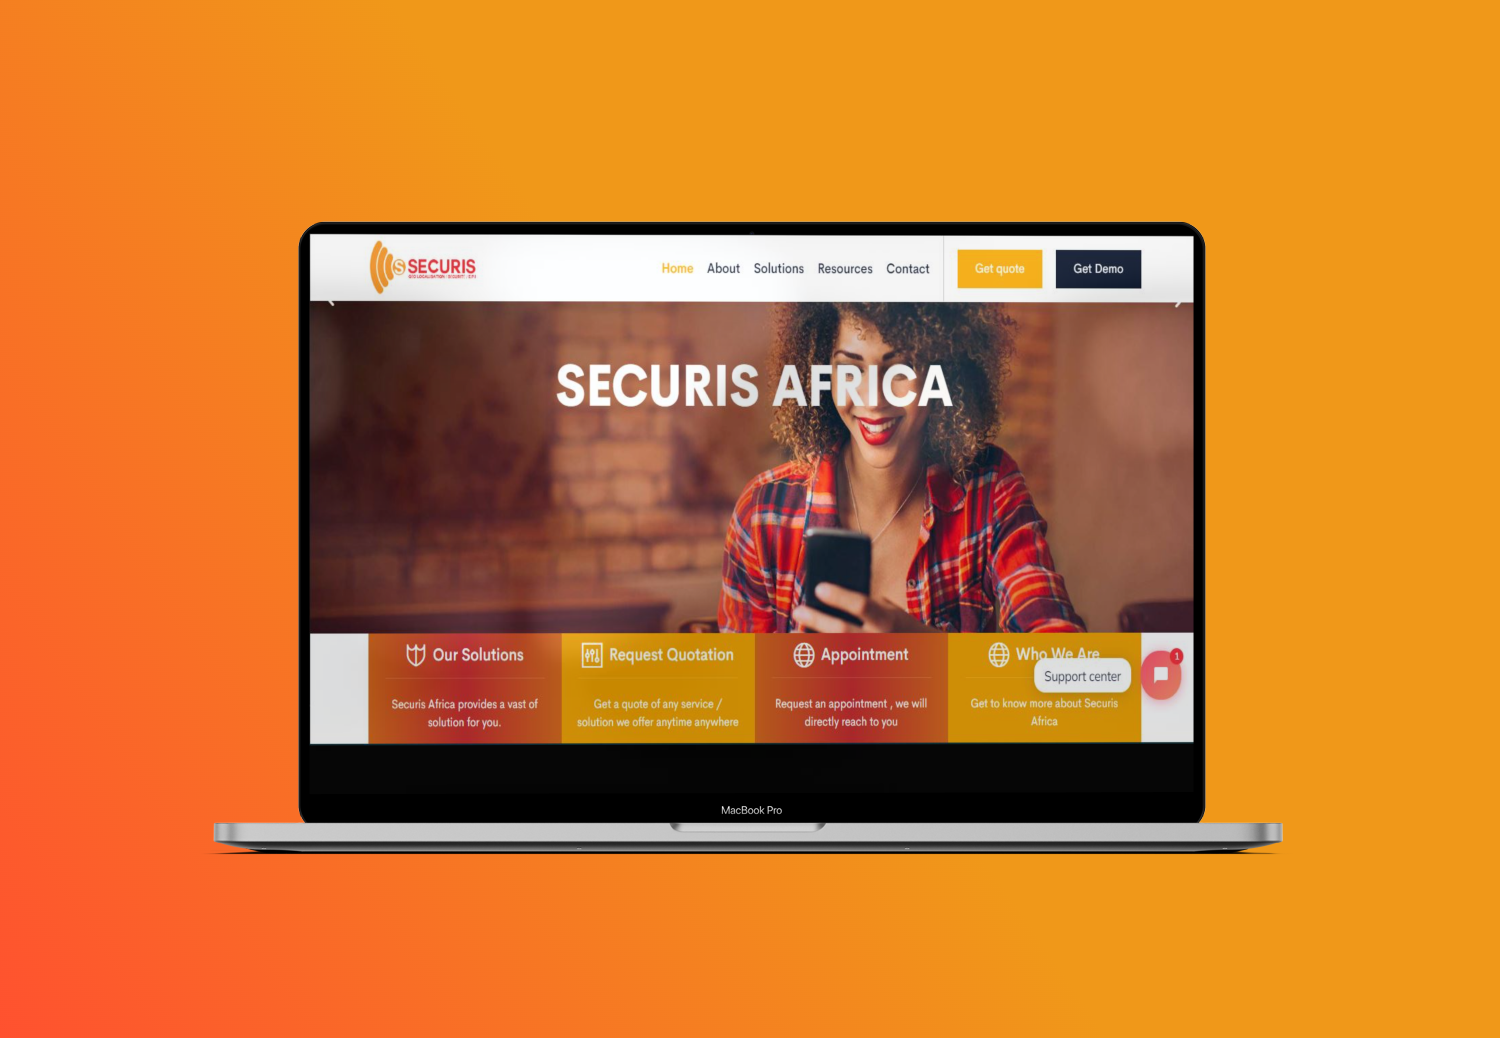 S SECURIS
Home About Solutions Resources Contact
Get quote
Get Demo
SECURIS AFRICA
Our Solutions
Securis Africa provides a vast of
solution for you.
Request Quotation
Get a quote of any service /
solution we offer anytime anywhere
Appointment
Request an appointment , we will
directly reach to you
Who We Are
Get to know more about Securis
Africa
Support center
1
MacBook Pro